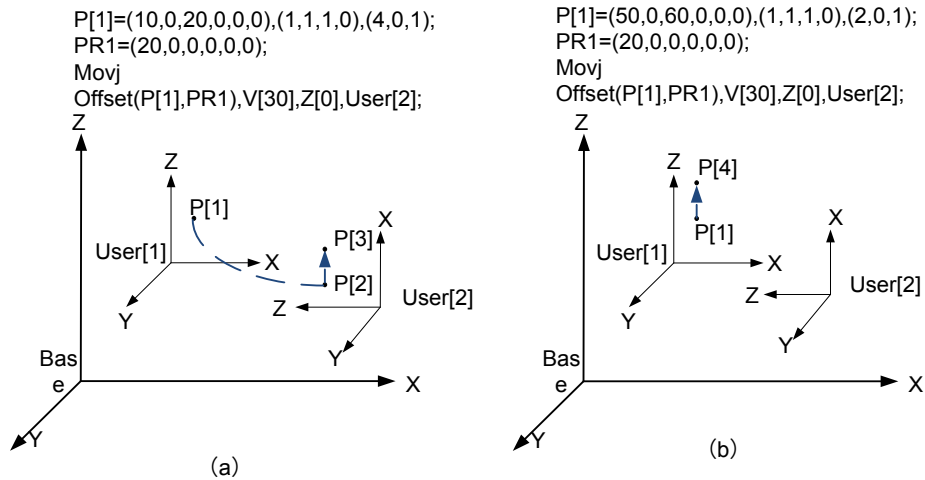 P[1]=(10,0,20,0,0,0),(1,1,1,0),(4,0,1);
PR1=(20,0,0,0,0,0);
Movj
Offset(P[1],PR1),V[30],Z[0],User[2];
Z
Z
P[1]
X
User[1]
P[3]
X
P[2]
User[2]
Z
Y
Y
Bas
e
X
Y
(a)
P[1]=(50,0,60,0,0,0),(1,1,1,0),(2,0,1);
PR1=(20,0,0,0,0,0);
Movj
Offset(P[1],PR1),V[30],Z[0],User[2];
Z
Z
P[4]
P[1]
X
User[1]
X
User[2]
Z
Y
Y
Bas
e
X
Y
(b)